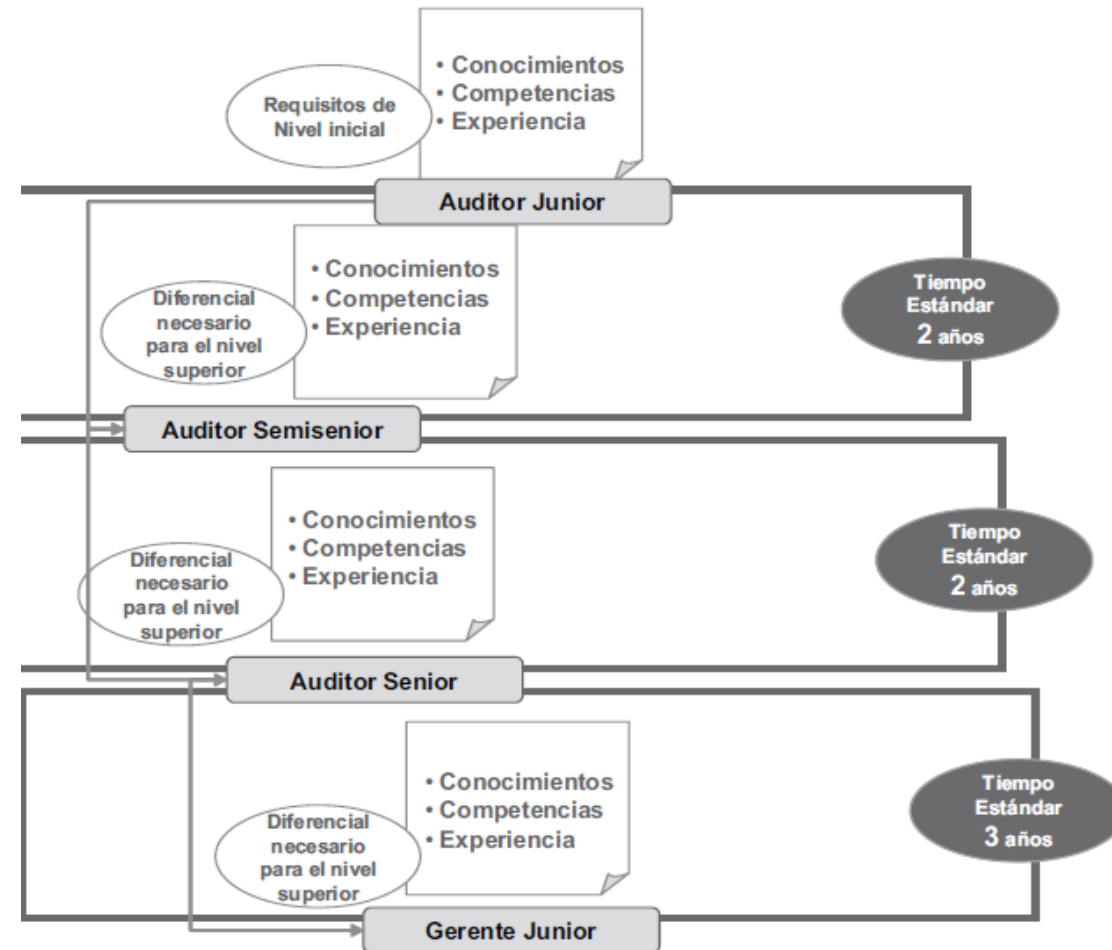 • Conocimientos
• Competencias
• Experiencia
Requisitos de
Nivel inicial
Auditor Junior
• Conocimientos
• Competencias
• Experiencia
Diferencial
necesario
para el nivel
superior
Tiempo
Estándar
2 años
Auditor Semisenior
• Conocimientos
• Competencias
• Experiencia
Diferencial
necesario
para el nivel
superior
Tiempo
Estándar
2 años
Auditor Senior
• Conocimientos
• Competencias
• Experiencia
Diferencial
necesario
para el nivel
superior
Tiempo
Estándar
3 años
Gerente Junior